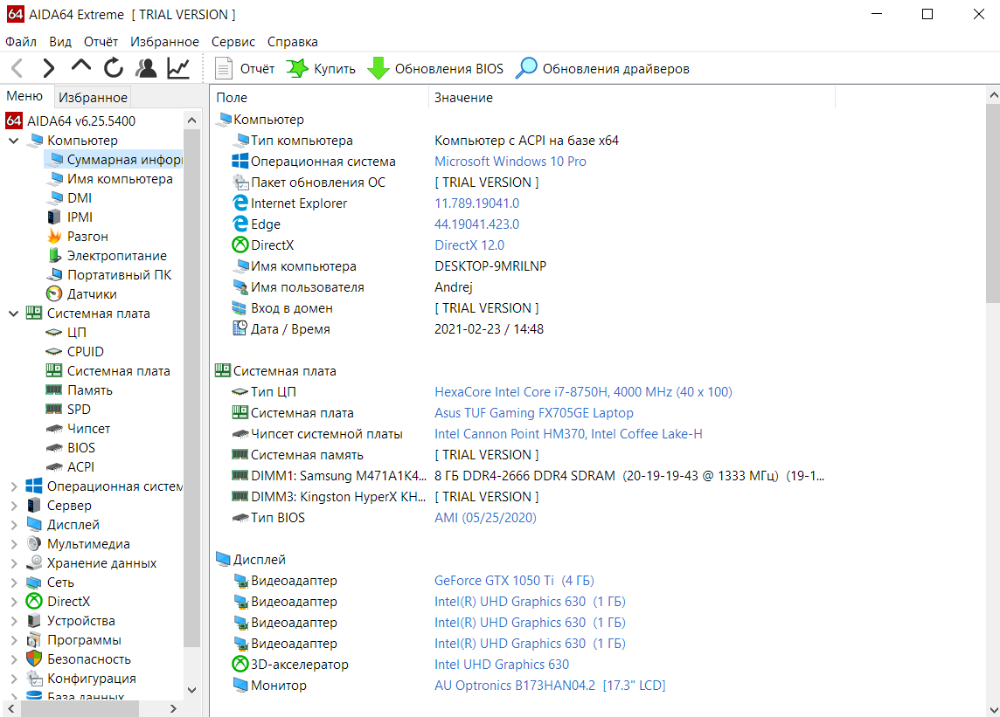 64 AIDA64 Extreme [ TRIAL VERSION ]
Файл Вид Отчёт Избранное Сервис Справка
Отчёт Купить Обновления BIOS Обновления драйверов
Меню Избранное
64 AIDA64 v6.25.5400
Компьютер
Суммарная инфор
Имя компьютера
DMI
IPMI
Разгон
Электропитание
Портативный ПК
Датчики
Системная плата
ЦП
CPUID
Системная плата
Память
SPD
Чипсет
BIOS
ACPI
Операционная систем
Сервер
Дисплей
Мультимедиа
Хранение данных
Сеть
DirectX
Устройства
Программы
Безопасность
Конфигурация
База данных
Поле Значение
Компьютер
Тип компьютера Компьютер с ACPI на базе x64
Операционная система Microsoft Windows 10 Pro
Пакет обновления ОС [ TRIAL VERSION ]
Internet Explorer 11.789.19041.0
Edge 44.19041.423.0
DirectX DirectX 12.0
Имя компьютера DESKTOP-9MRILNP
Имя пользователя Andrej
Вход в домен [ TRIAL VERSION ]
Дата / Время 2021-02-23 / 14:48
Системная плата
Тип ЦП HexaCore Intel Core i7-8750H, 4000 MHz (40 x 100)
Системная плата Asus TUF Gaming FX705GE Laptop
Чипсет системной платы Intel Cannon Point HM370, Intel Coffee Lake-H
Системная память [ TRIAL VERSION ]
DIMM1: Samsung M471A1K4... 8 ГБ DDR4-2666 DDR4 SDRAM (20-19-19-43 @ 1333 МГц) (19-1...
DIMM3: Kingston HyperX KH... [ TRIAL VERSION ]
Тип BIOS AMI (05/25/2020)
Дисплей
Видеоадаптер GeForce GTX 1050 Ti (4 ГБ)
Видеоадаптер Intel(R) UHD Graphics 630 (1 ГБ)
Видеоадаптер Intel(R) UHD Graphics 630 (1 ГБ)
Видеоадаптер Intel(R) UHD Graphics 630 (1 ГБ)
3D-акселератор Intel UHD Graphics 630
Монитор AU Optronics B173HAN04.2 [17.3" LCD]